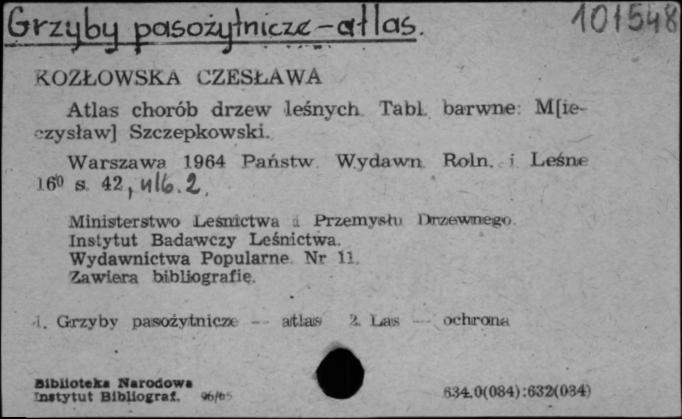 Grzyby pasożytnicze - atlas.
101548
KOZŁOWSKA CZESŁAWA
Atlas chorób drzew leśnych. Tabl. barwne: M[ie-
czysław] Szczepkowski.
Warszawa 1964 Państw. Wydawn. Roln. i Leśne
16⁰ s. 42, nlb. 2.
Ministerstwo Leśnictwa i Przemysłu Drzewnego.
Instytut Badawczy Leśnictwa.
Wydawnictwa Popularne. Nr 11.
Zawiera bibliografię.
1. Grzyby pasożytnicze — atlas 2. Las — ochrona
Biblioteka Narodowa
Instytut Bibliograf. 96/65
634.0(084):632(084)